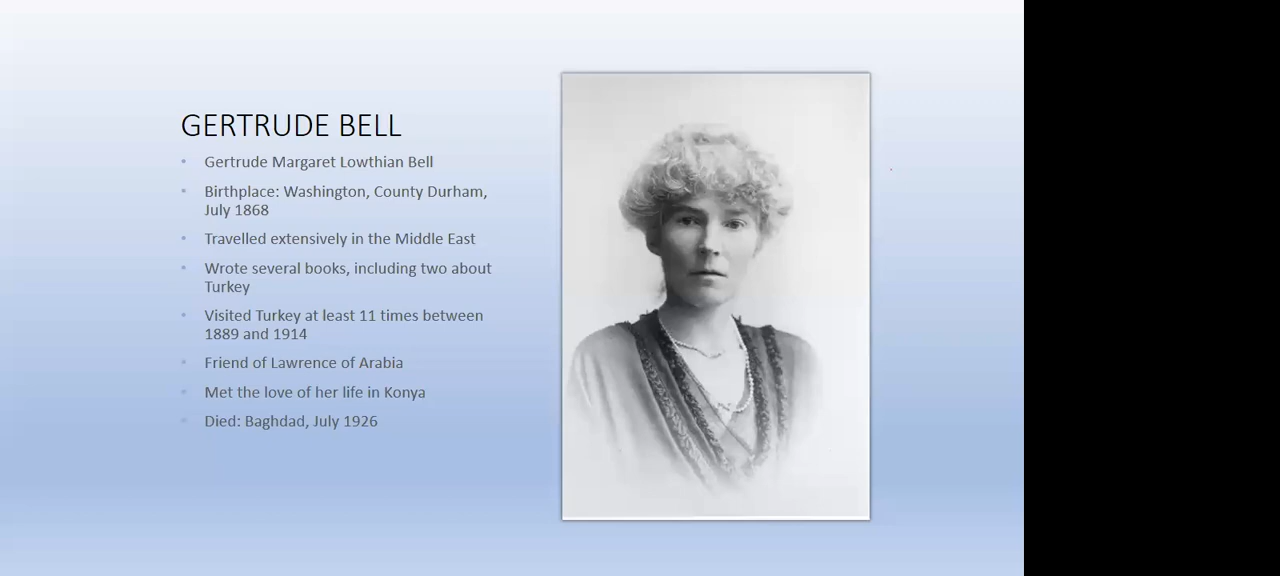 GERTRUDE BELL
• Gertrude Margaret Lowthian Bell
• Birthplace: Washington, County Durham,
July 1868
• Travelled extensively in the Middle East
• Wrote several books, including two about
Turkey
• Visited Turkey at least 11 times between
1889 and 1914
• Friend of Lawrence of Arabia
• Met the love of her life in Konya
• Died: Baghdad, July 1926